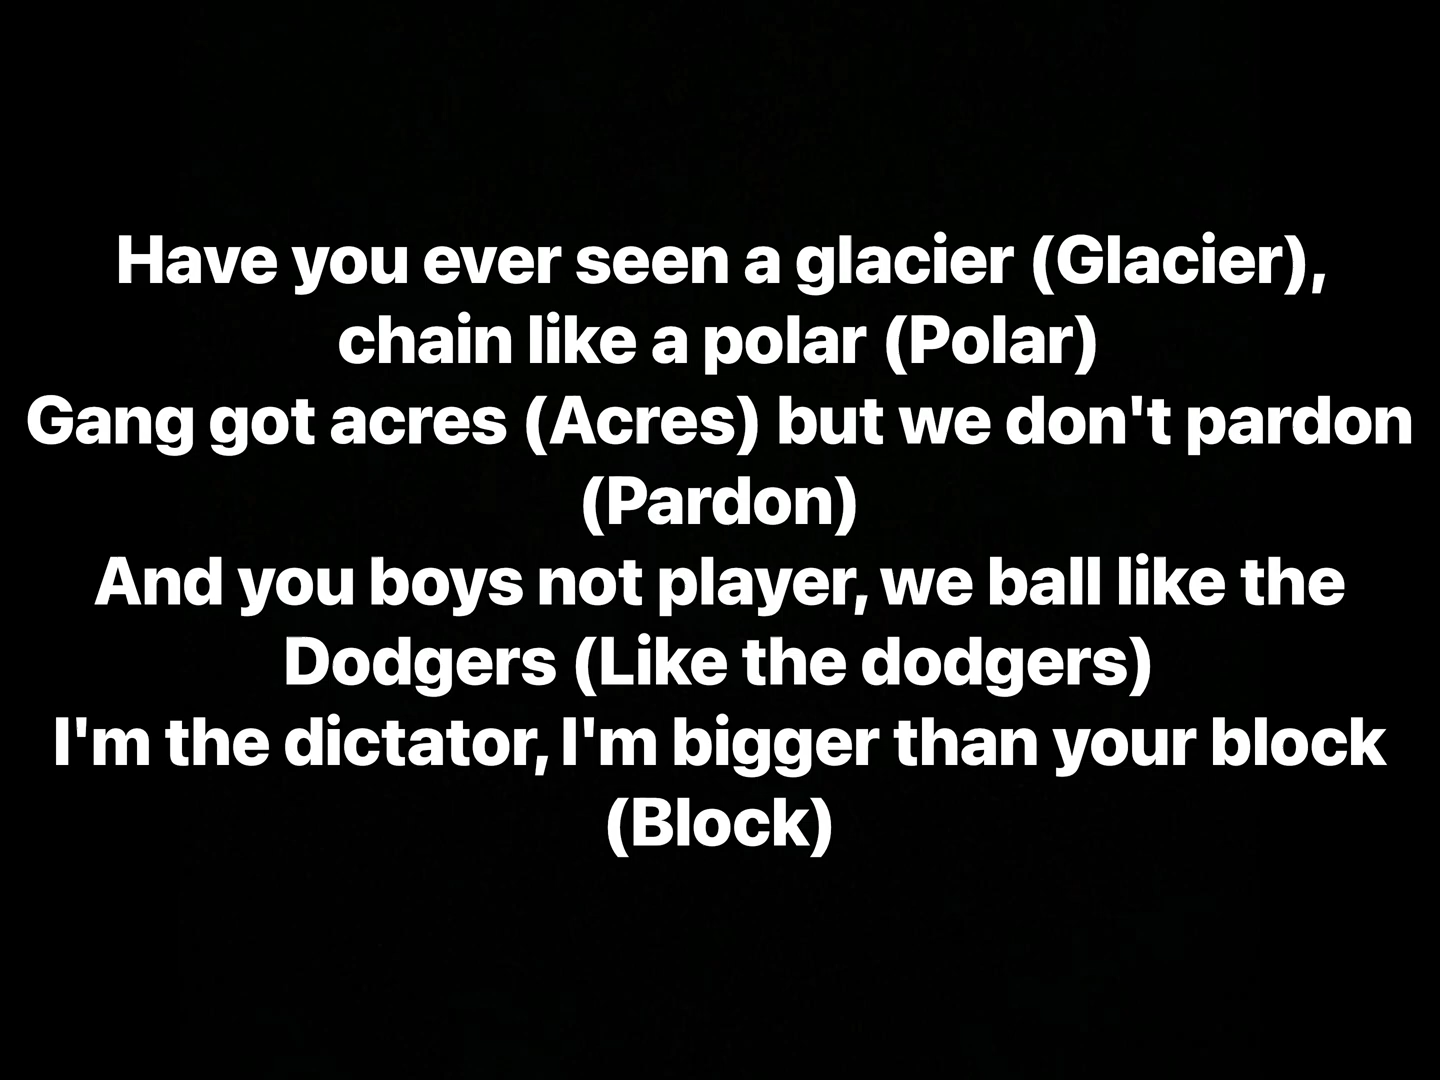 Have you ever seen a glacier (Glacier),
chain like a polar (Polar)
Gang got acres (Acres) but we don't pardon
(Pardon)
And you boys not player, we ball like the
Dodgers (Like the dodgers)
I'm the dictator, I'm bigger than your block
(Block)